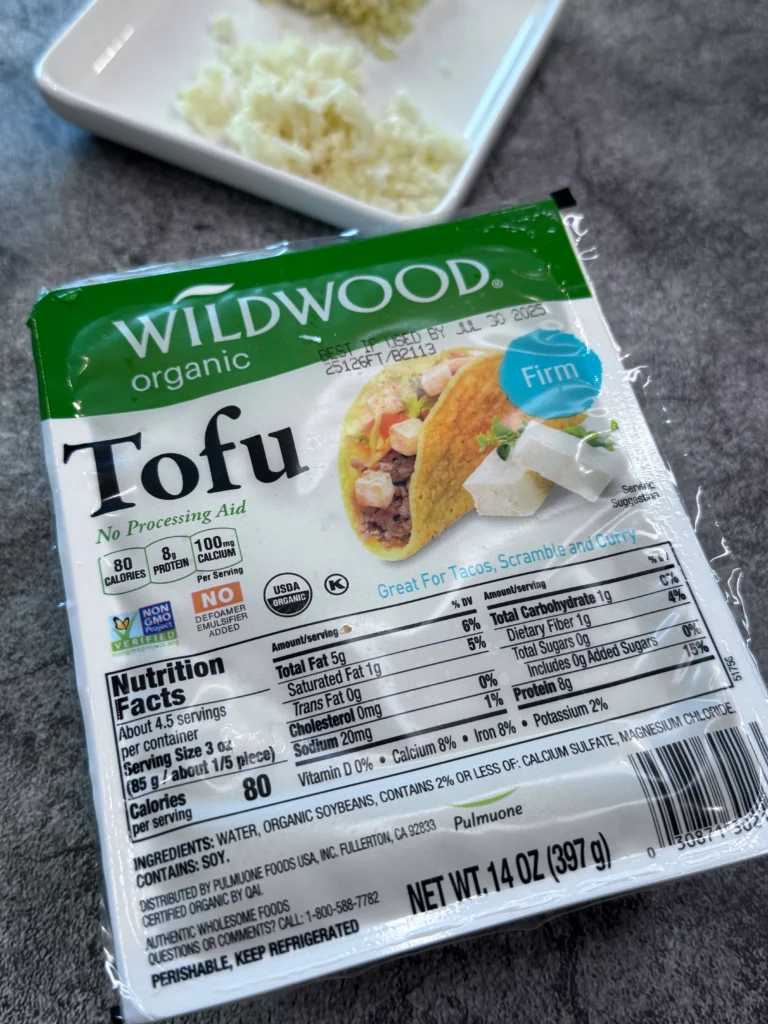 WILDWOOD®
organic
BEST IF USED BY JUL 30 2025
25126FT/B2113
Firm
Tofu
No Processing Aid
Serving
Suggestion
80
CALORIES
8g
PROTEIN
100mg
CALCIUM
Per Serving
Great For Tacos, Scramble and Curry
NON
GMO
Project
VERIFIED
NO
DEFOAMER
EMULSIFIER
ADDED
USDA
ORGANIC
K
Nutrition
Facts
About 4.5 servings
per container
Serving Size 3 oz
(85 g / about 1/5 piece)
Calories 80
per serving
Amount/serving % DV
Total Fat 5g 6%
Saturated Fat 1g 5%
Trans Fat 0g
Cholesterol 0mg 0%
Sodium 20mg 1%
Amount/serving
Total Carbohydrate 1g 0%
Dietary Fiber 1g 4%
Total Sugars 0g
Includes 0g Added Sugars 0%
Protein 8g 15%
Vitamin D 0% • Calcium 8% • Iron 8% • Potassium 2%
INGREDIENTS: WATER, ORGANIC SOYBEANS, CONTAINS 2% OR LESS OF: CALCIUM SULFATE, MAGNESIUM CHLORIDE.
CONTAINS: SOY.
DISTRIBUTED BY PULMUONE FOODS USA, INC. FULLERTON, CA 92833
CERTIFIED ORGANIC BY QAI.
Pulmuone
AUTHENTIC WHOLESOME FOODS
QUESTIONS OR COMMENTS? CALL: 1-800-588-7782
PERISHABLE, KEEP REFRIGERATED
NET WT. 14 OZ (397 g)
0 30871 302